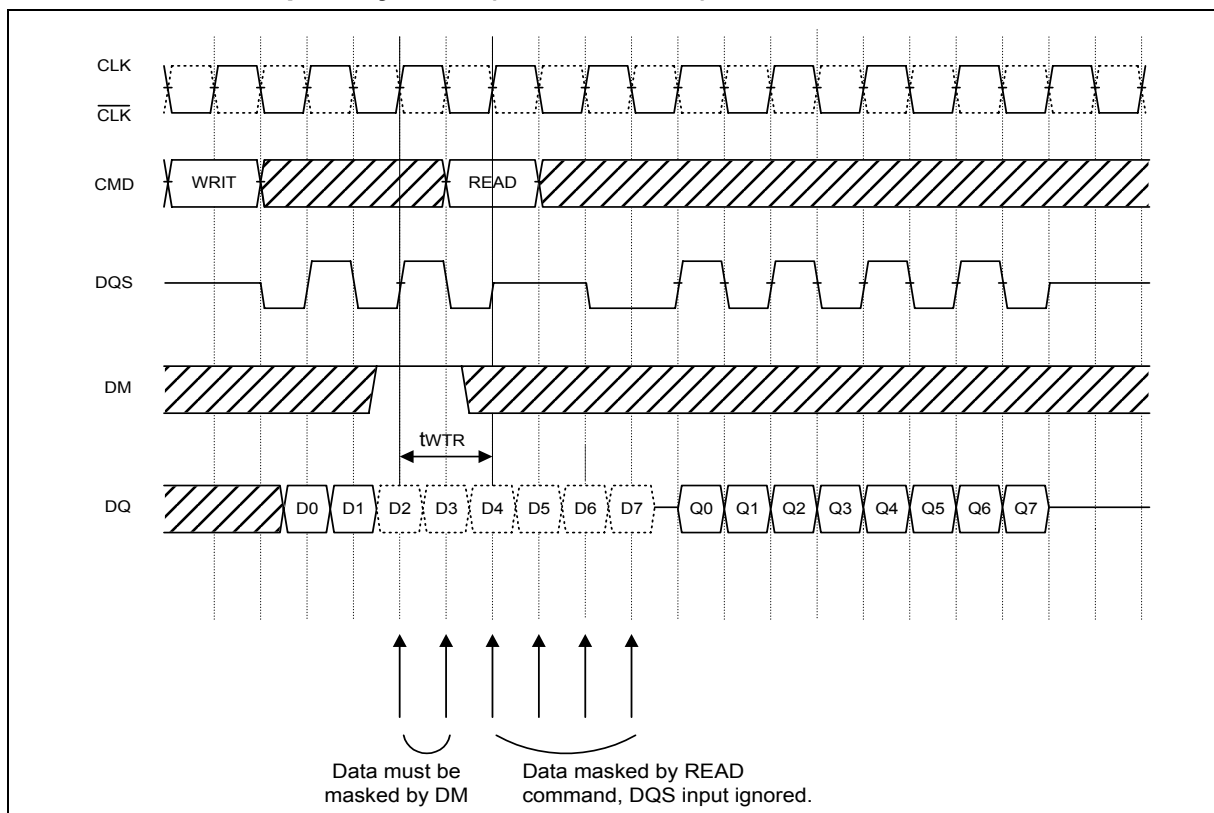 CLK
CLK
CMD
WRIT
READ
DQS
DM
tWTR
DQ
D0 D1 D2 D3 D4 D5 D6 D7 Q0 Q1 Q2 Q3 Q4 Q5 Q6 Q7
Data must be
masked by DM
Data masked by READ
command, DQS input ignored.